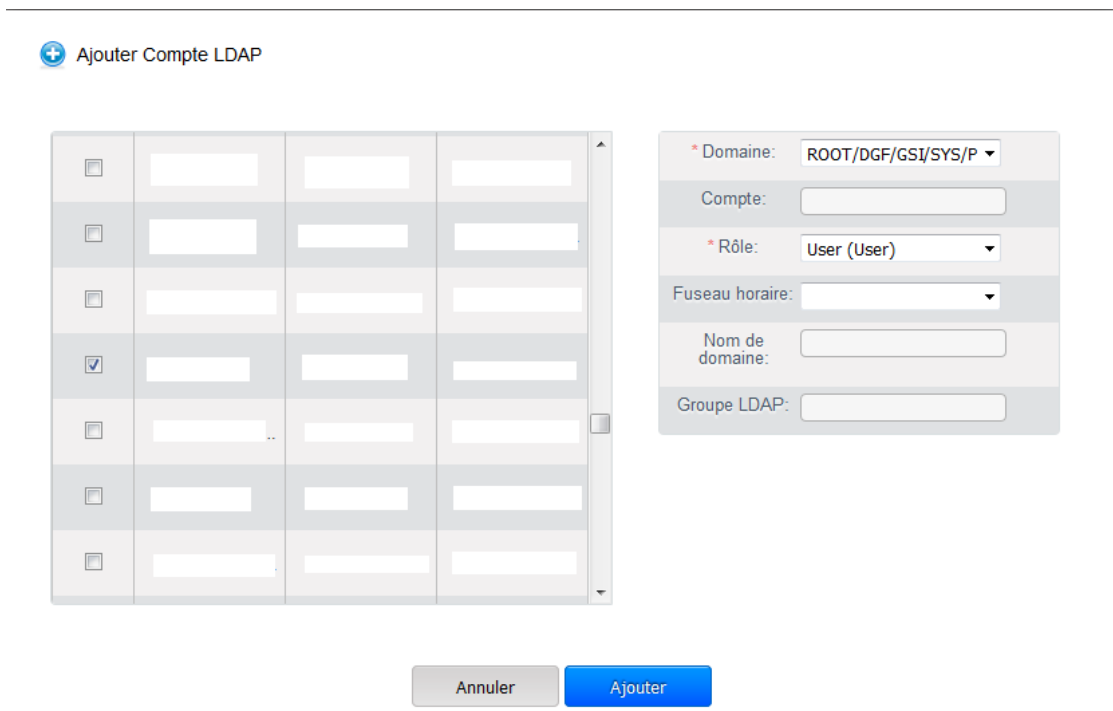 Ajouter Compte LDAP
* Domaine: ROOT/DGF/GSI/SYS/P
Compte:
* Rôle: User (User)
Fuseau horaire:
Nom de
domaine:
..
Groupe LDAP:
Annuler Ajouter